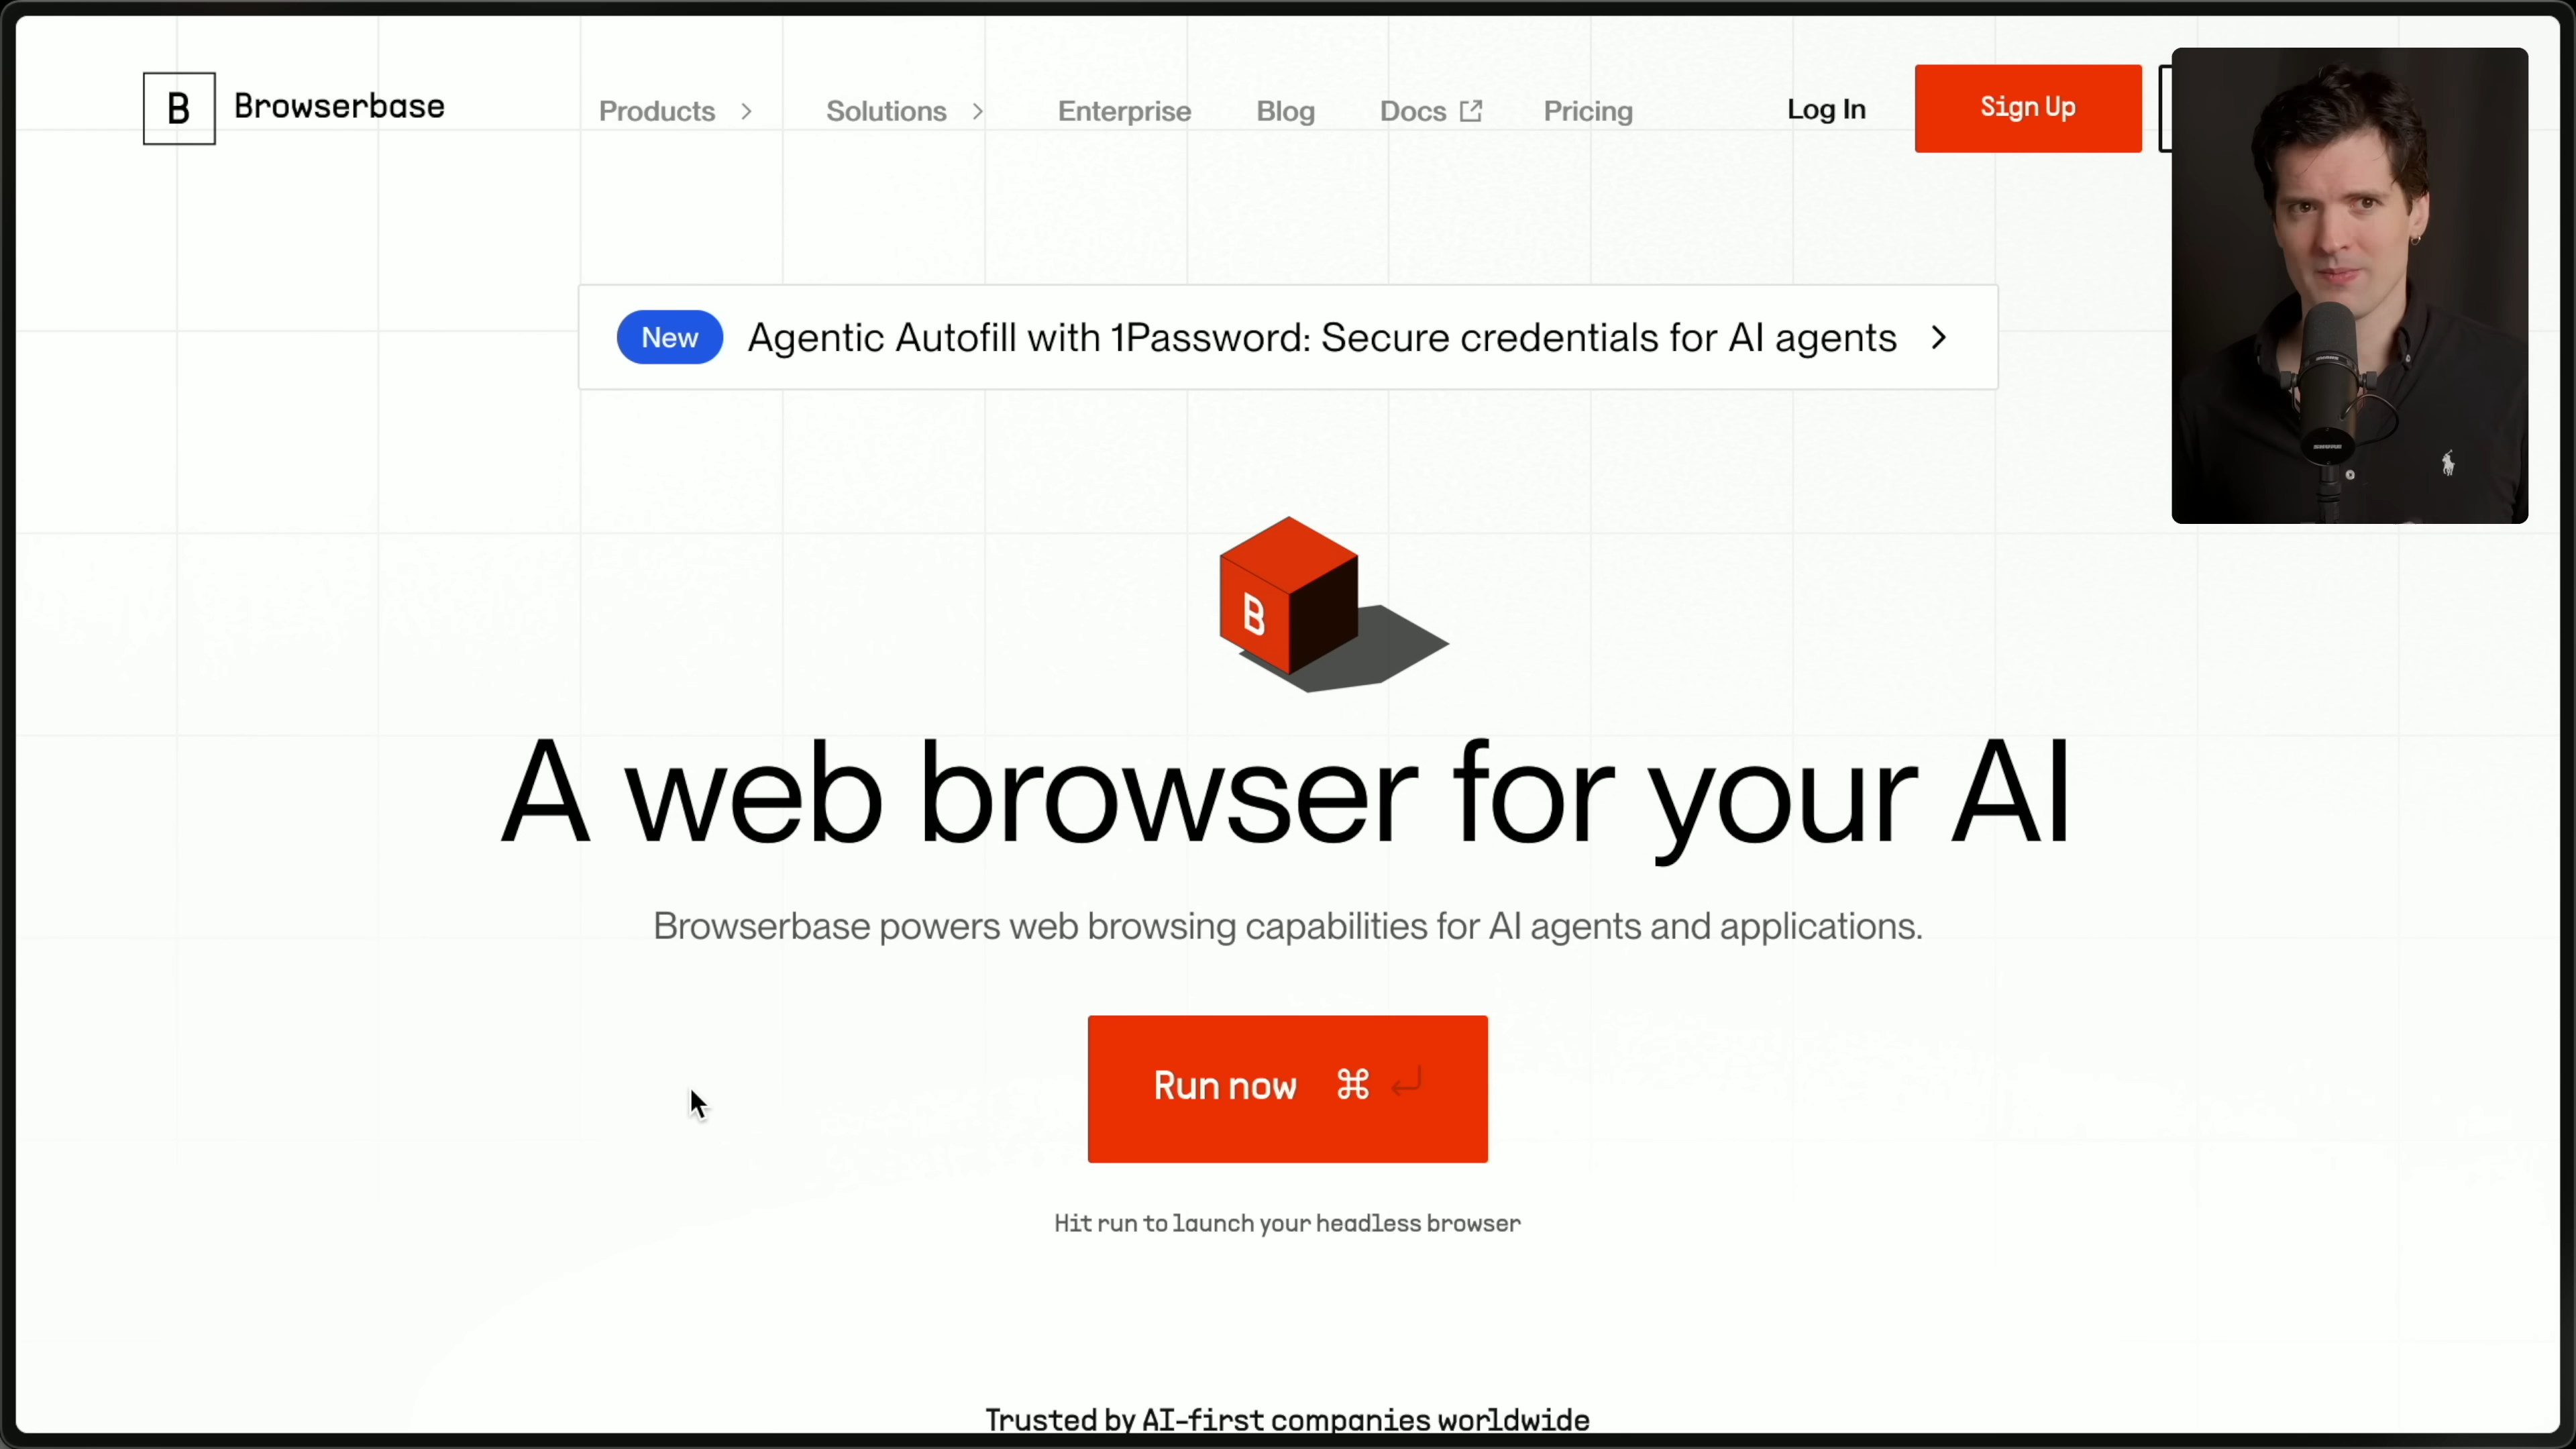 B Browserbase
Products
Solutions
Enterprise
Blog
Docs
Pricing
Log In
Sign Up
New Agentic Autofill with 1Password: Secure credentials for AI agents
B
A web browser for your AI
Browserbase powers web browsing capabilities for AI agents and applications.
Run now ⌘
Hit run to launch your headless browser
Trusted by AI-first companies worldwide
SHURE